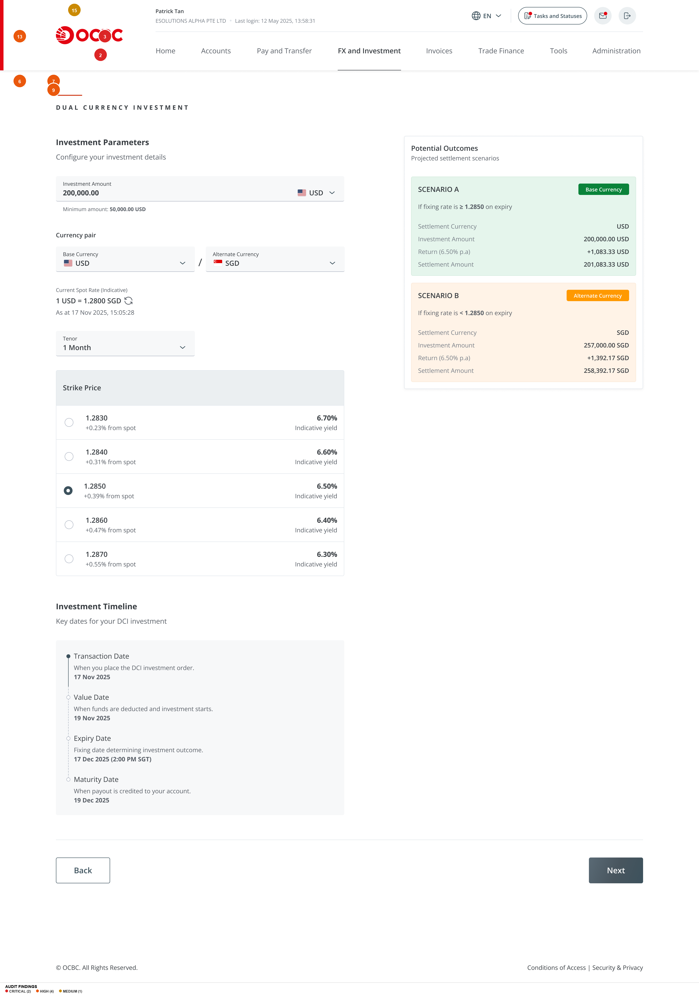 15
Patrick Tan
ESOLUTIONS ALPHA PTE LTD • Last login: 12 May 2025, 13:58:31
EN
Tasks and Statuses
13
OCBC
3
2
Home Accounts Pay and Transfer FX and Investment Invoices Trade Finance Tools Administration
6
7
9
DUAL CURRENCY INVESTMENT
Investment Parameters
Configure your investment details
Investment Amount
200,000.00 USD
Minimum amount: 50,000.00 USD
Currency pair
Base Currency
USD
/
Alternate Currency
SGD
Current Spot Rate (Indicative)
1 USD = 1.2800 SGD
As at 17 Nov 2025, 15:05:28
Tenor
1 Month
Strike Price
1.2830 6.70%
+0.23% from spot Indicative yield
1.2840 6.60%
+0.31% from spot Indicative yield
1.2850 6.50%
+0.39% from spot Indicative yield
1.2860 6.40%
+0.47% from spot Indicative yield
1.2870 6.30%
+0.55% from spot Indicative yield
Potential Outcomes
Projected settlement scenarios
SCENARIO A Base Currency
If fixing rate is ≥ 1.2850 on expiry
Settlement Currency USD
Investment Amount 200,000.00 USD
Return (6.50% p.a) +1,083.33 USD
Settlement Amount 201,083.33 USD
SCENARIO B Alternate Currency
If fixing rate is < 1.2850 on expiry
Settlement Currency SGD
Investment Amount 257,000.00 SGD
Return (6.50% p.a) +1,392.17 SGD
Settlement Amount 258,392.17 SGD
Investment Timeline
Key dates for your DCI investment
Transaction Date
When you place the DCI investment order.
17 Nov 2025
Value Date
When funds are deducted and investment starts.
19 Nov 2025
Expiry Date
Fixing date determining investment outcome.
17 Dec 2025 (2:00 PM SGT)
Maturity Date
When payout is credited to your account.
19 Dec 2025
Back Next
© OCBC. All Rights Reserved. Conditions of Access | Security & Privacy
AUDIT FINDINGS
CRITICAL (2) HIGH (4) MEDIUM (1)